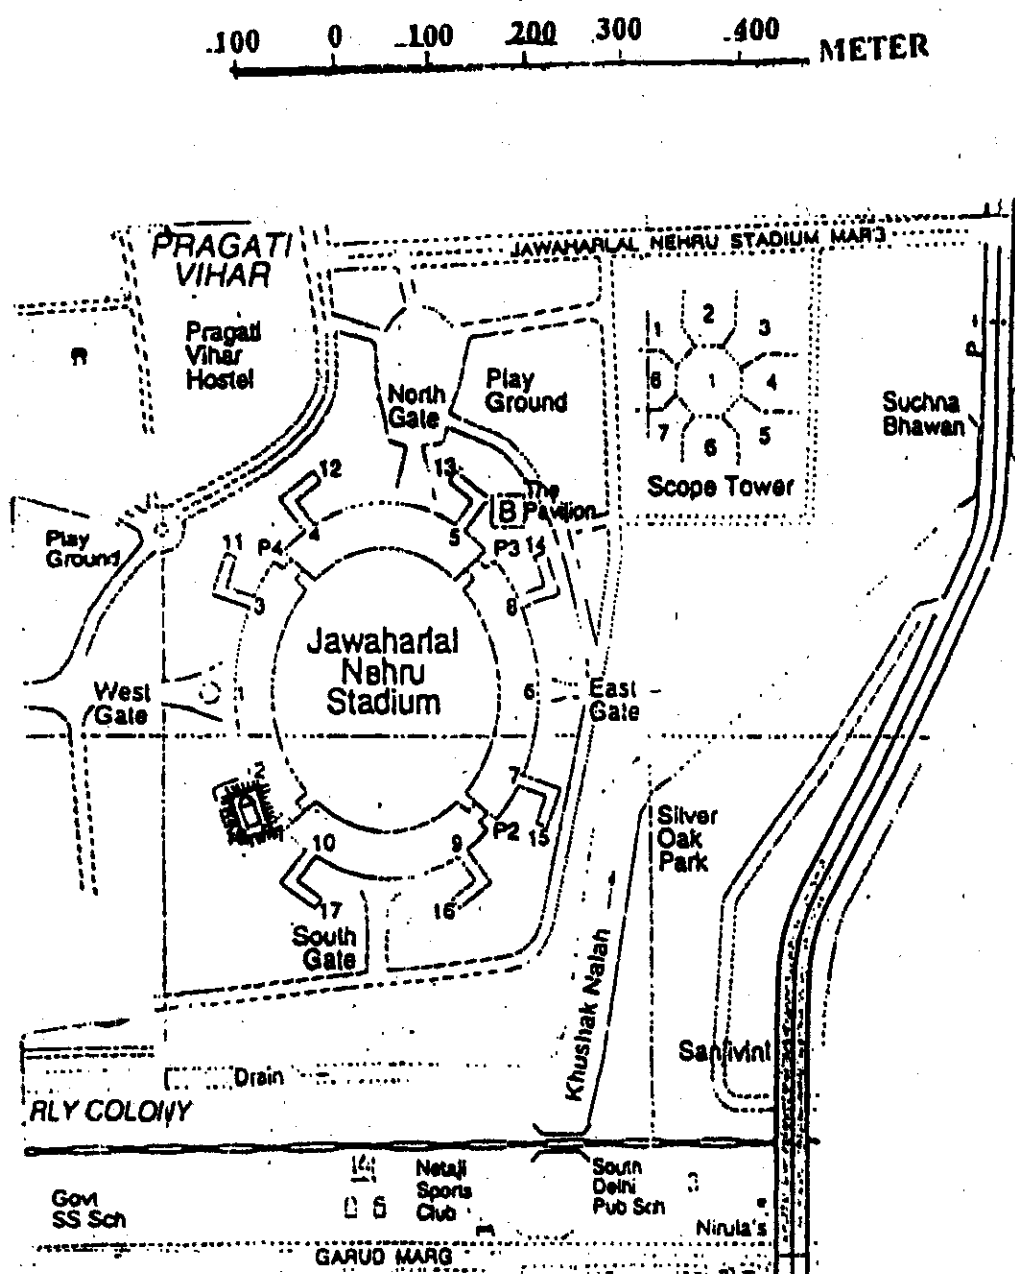 .100 0 100 200 300 .400 METER
JAWAHARLAL NEHRU STADIUM MAR
PRAGATI
VIHAR
Pragati
Vihar
Hostel
North
Gate
Play
Ground
1 2 3
6 1 4
7 6 5
Scope Tower
Suchna
Bhawan
P
12 13
The
Pavilion
B
Play
Ground
11 P4 4 5 P3 14
3 8
Jawaharlal
Nehru
Stadium
West
Gate
1 6
East
Gate
2 7
10 9 P2 15
17 16
South
Gate
Silver
Oak
Park
Khushak Nalah
Drain
RLY COLONY
Govt
SS Sch
14
Netaji
Sports
Club
South
Delhi
Pub Sch
Nirula's
GARUD MARG